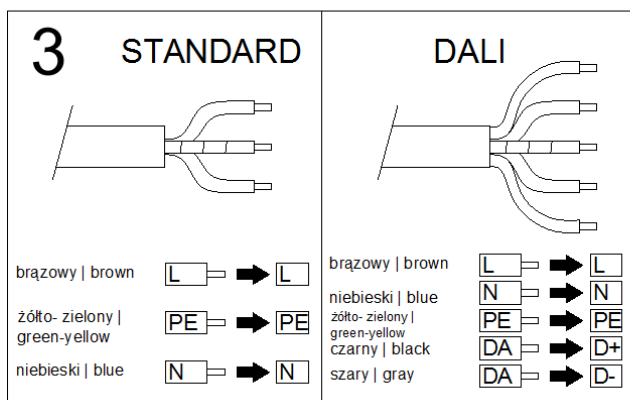 3 STANDARD
brązowy | brown L L
żółto- zielony |
green-yellow PE PE
niebieski | blue N N
DALI
brązowy | brown L L
niebieski | blue N N
żółto- zielony |
green-yellow PE PE
czarny | black DA D+
szary | gray DA D-